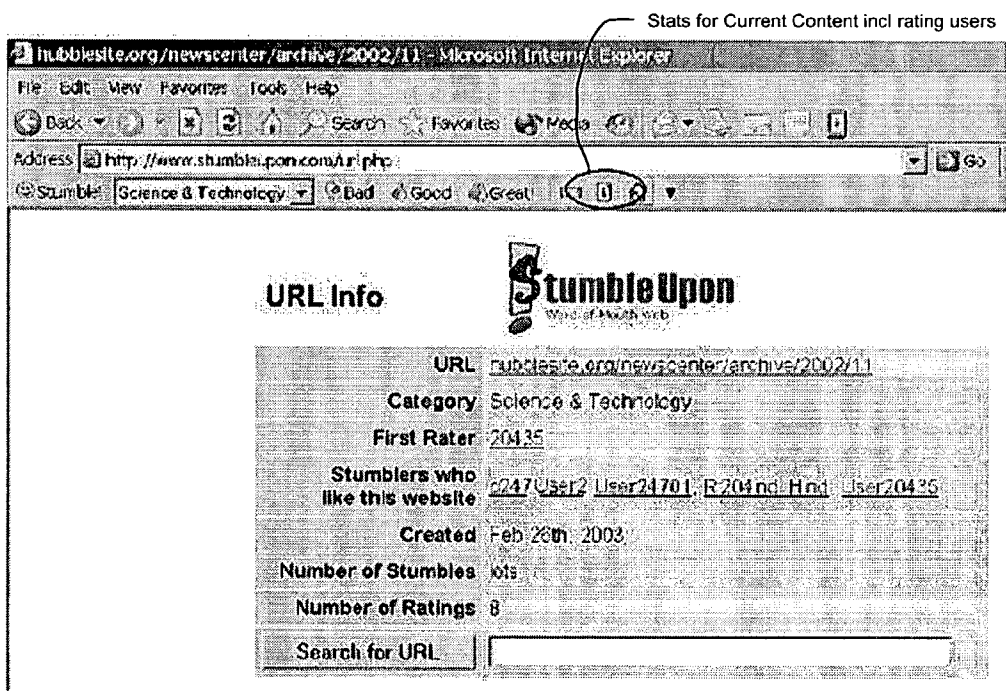 Stats for Current Content incl rating users
hubblesite.org/newscenter/archive/2002/11 - Microsoft Internet Explorer
File Edit View Favorites Tools Help
Back Search Favorites Media
Address http://www.stumbleupon.com/url.php Go
Stumble! Science & Technology Bad Good Great!
URL Info
StumbleUpon
Word of Mouth Web
URL hubblesite.org/newscenter/archive/2002/11
Category Science & Technology
First Rater 20435
Stumblers who
like this website User24701, User20435
Created Feb 2003
Number of Stumbles lots
Number of Ratings 8
Search for URL